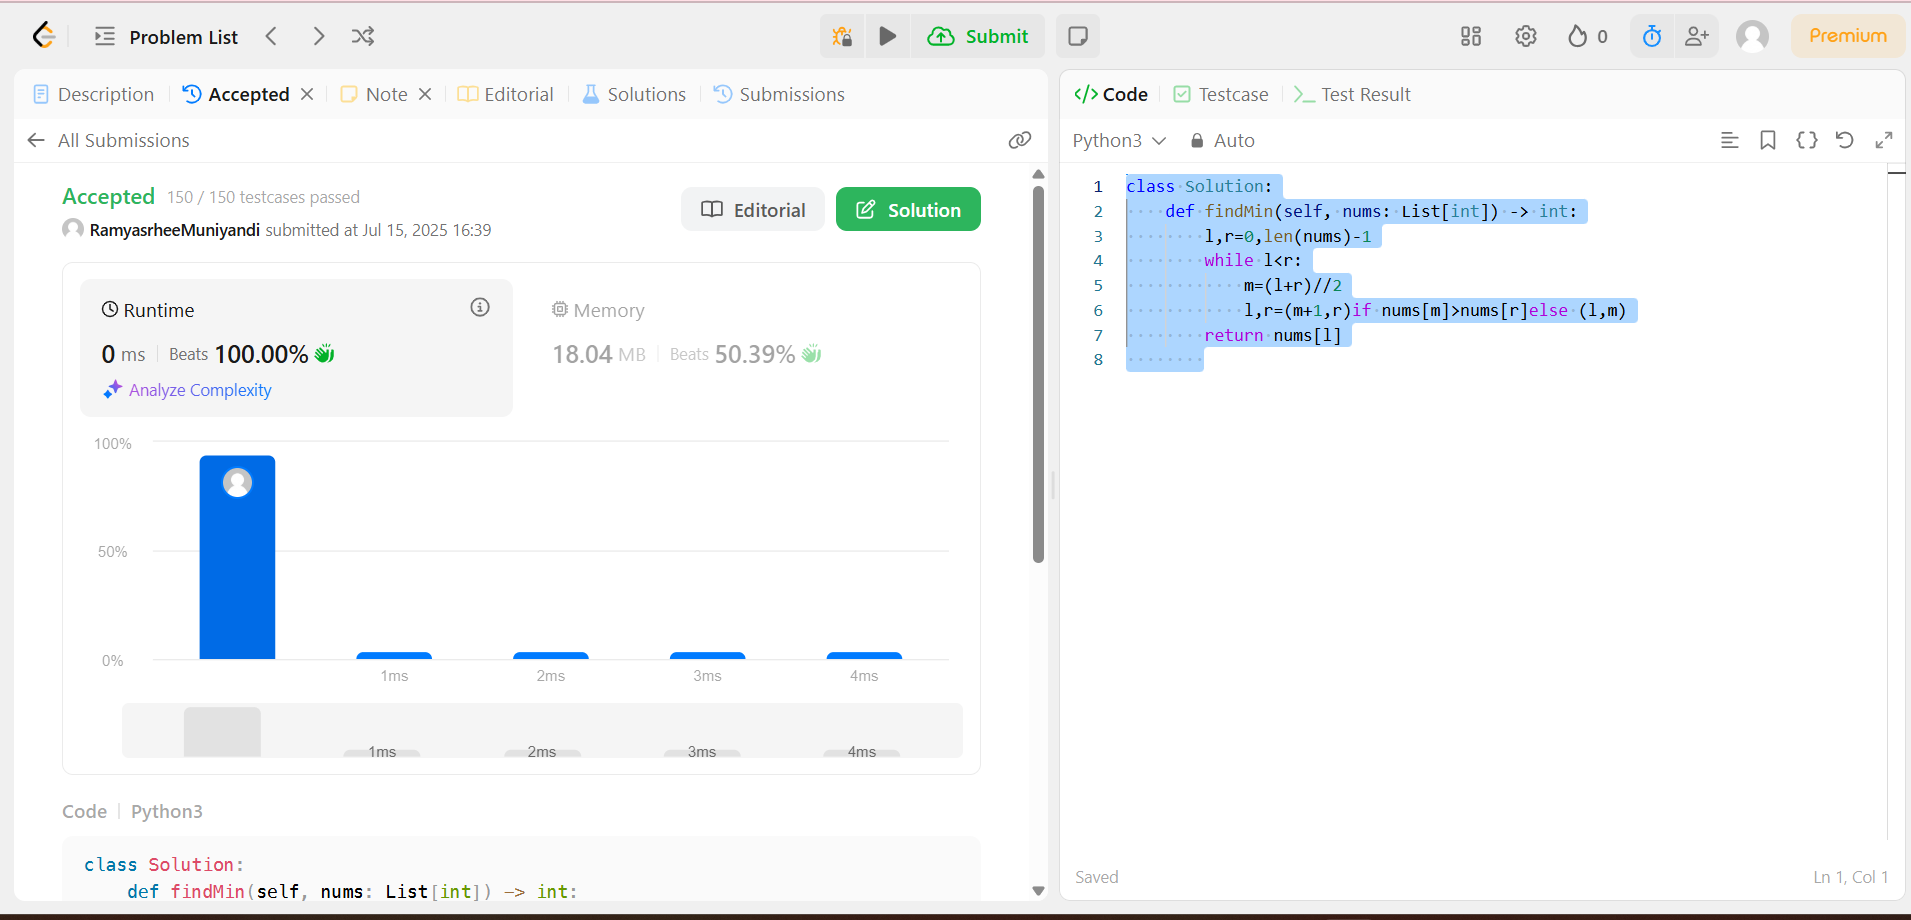 Problem List
Submit
0
Premium
Description
Accepted
Note
Editorial
Solutions
Submissions
All Submissions
Accepted 150 / 150 testcases passed
RamyasrheeMuniyandi submitted at Jul 15, 2025 16:39
Editorial
Solution
Runtime
0 ms Beats 100.00%
Analyze Complexity
Memory
18.04 MB Beats 50.39%
100%
50%
0%
1ms 2ms 3ms 4ms
1ms 2ms 3ms 4ms
Code Python3
class Solution:
    def findMin(self, nums: List[int]) -> int:
Code
Testcase
Test Result
Python3
Auto
1 class Solution:
2     def findMin(self, nums: List[int]) -> int:
3         l,r=0,len(nums)-1
4         while l<r:
5             m=(l+r)//2
6             l,r=(m+1,r)if nums[m]>nums[r]else (l,m)
7         return nums[l]
8
Saved
Ln 1, Col 1